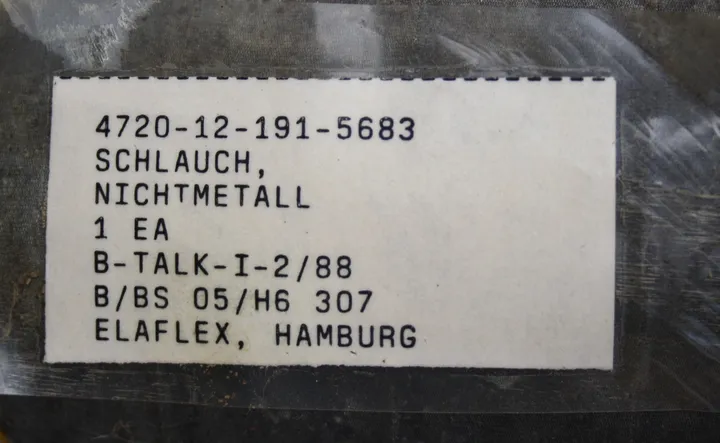 4720-12-191-5683
SCHLAUCH,
NICHTMETALL
1 EA
B-TALK-I-2/88
B/BS 05/H6 307
ELAFLEX, HAMBURG